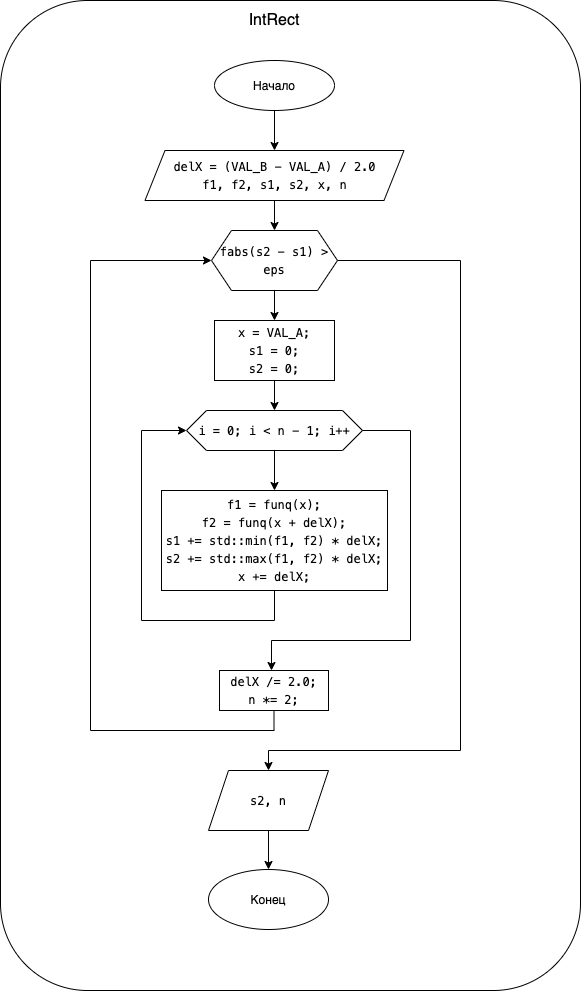 IntRect
Начало
delX = (VAL_B - VAL_A) / 2.0
f1, f2, s1, s2, x, n
fabs(s2 - s1) >
eps
x = VAL_A;
s1 = 0;
s2 = 0;
i = 0; i < n - 1; i++
f1 = funq(x);
f2 = funq(x + delX);
s1 += std::min(f1, f2) * delX;
s2 += std::max(f1, f2) * delX;
x += delX;
delX /= 2.0;
n *= 2;
s2, n
Конец